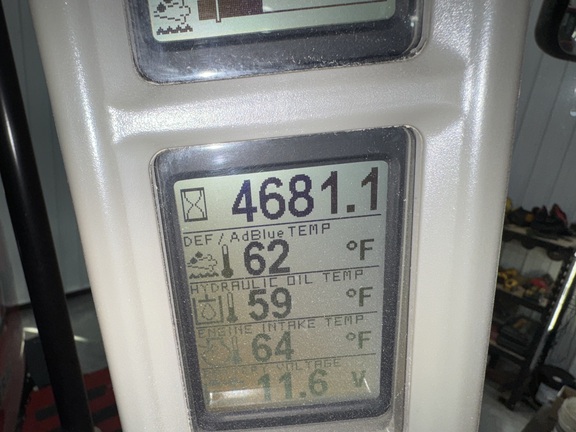 4681.1
DEF/AdBlue TEMP
62 °F
HYDRAULIC OIL TEMP
59 °F
ENGINE INTAKE TEMP
64 °F
VOLTAGE
11.6 V